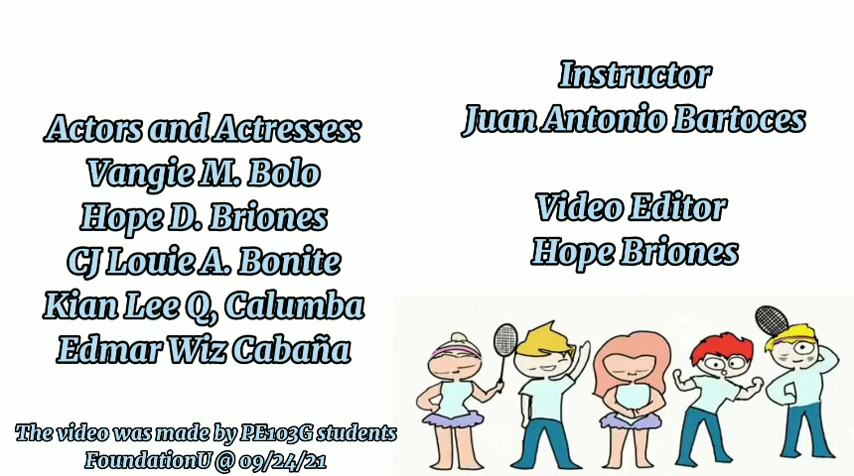 Actors and Actresses:
Vangie M. Bolo
Hope D. Briones
CJ Louie A. Bonite
Kian Lee Q, Calumba
Edmar Wiz Cabaña
The video was made by PE103G students
FoundationU @ 09/24/21
Instructor
Juan Antonio Bartoces
Video Editor
Hope Briones